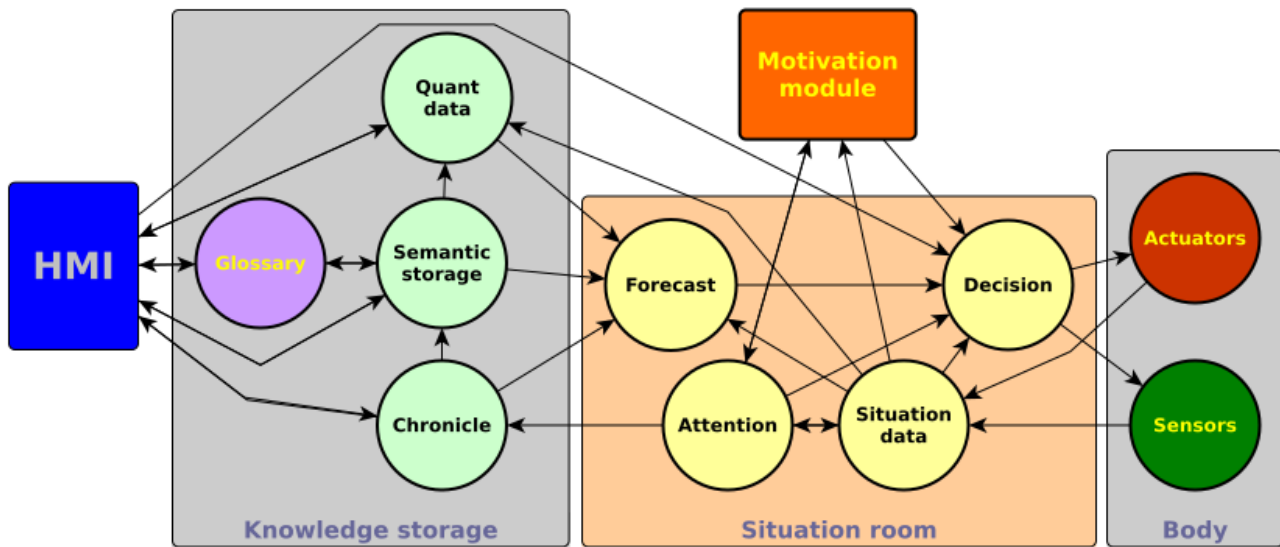 Quant
data
Motivation
module
HMI
Glossary
Semantic
storage
Forecast
Decision
Actuators
Chronicle
Attention
Situation
data
Sensors
Knowledge storage
Situation room
Body